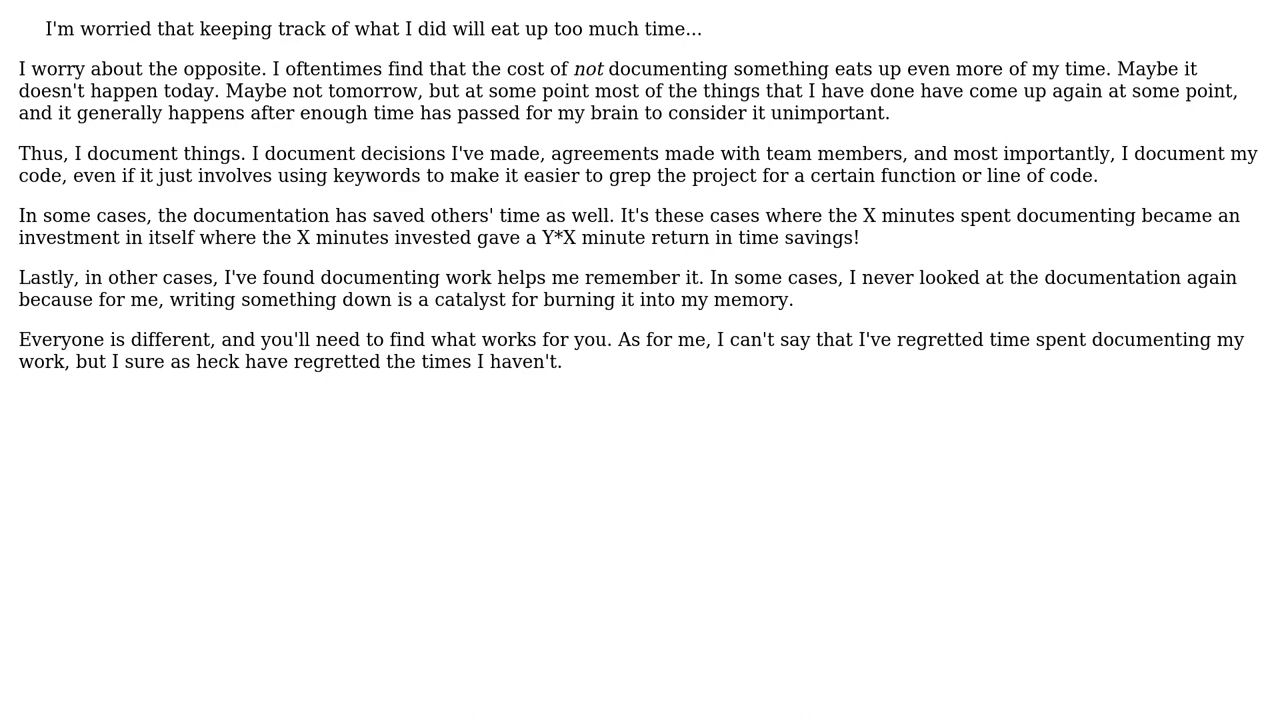 I'm worried that keeping track of what I did will eat up too much time...
I worry about the opposite. I oftentimes find that the cost of not documenting something eats up even more of my time. Maybe it
doesn't happen today. Maybe not tomorrow, but at some point most of the things that I have done have come up again at some point,
and it generally happens after enough time has passed for my brain to consider it unimportant.
Thus, I document things. I document decisions I've made, agreements made with team members, and most importantly, I document my
code, even if it just involves using keywords to make it easier to grep the project for a certain function or line of code.
In some cases, the documentation has saved others' time as well. It's these cases where the X minutes spent documenting became an
investment in itself where the X minutes invested gave a Y*X minute return in time savings!
Lastly, in other cases, I've found documenting work helps me remember it. In some cases, I never looked at the documentation again
because for me, writing something down is a catalyst for burning it into my memory.
Everyone is different, and you'll need to find what works for you. As for me, I can't say that I've regretted time spent documenting my
work, but I sure as heck have regretted the times I haven't.